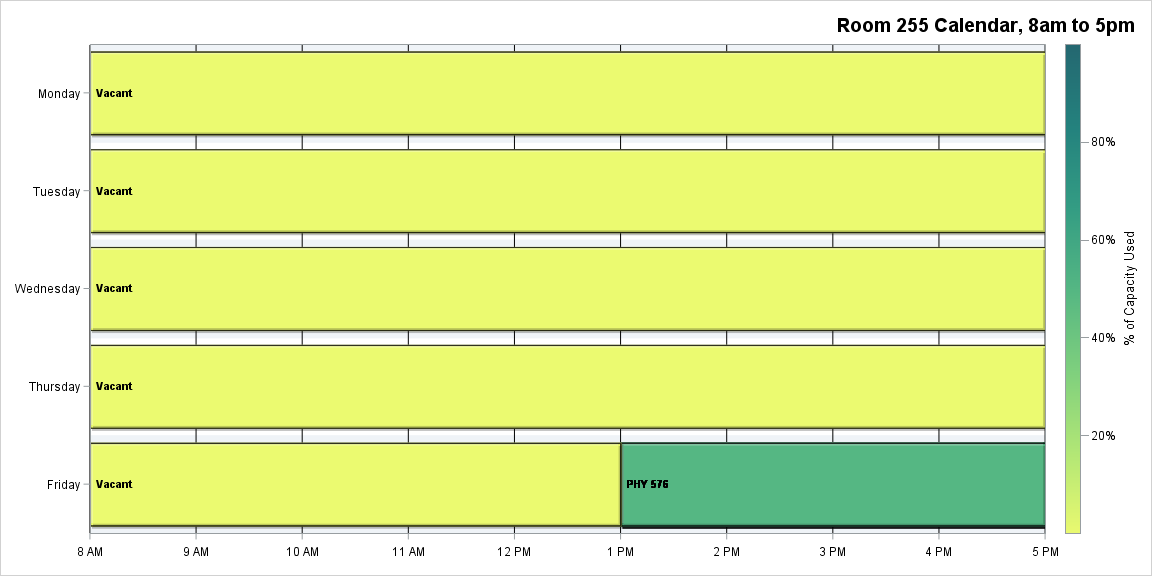 Room 255 Calendar, 8am to 5pm
Monday
Vacant
Tuesday
Vacant
Wednesday
Vacant
Thursday
Vacant
Friday
Vacant
PHY 576
8 AM 9 AM 10 AM 11 AM 12 PM 1 PM 2 PM 3 PM 4 PM 5 PM
80%
60%
40%
20%
% of Capacity Used